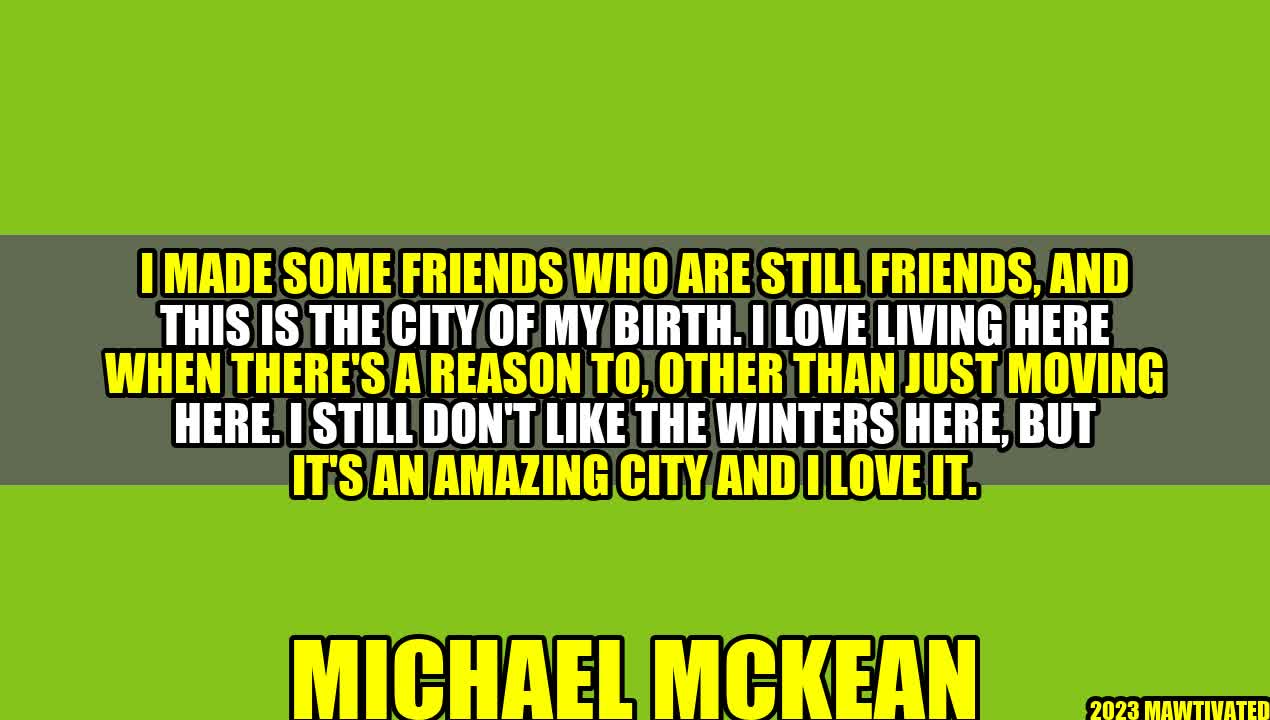 I MADE SOME FRIENDS WHO ARE STILL FRIENDS, AND
THIS IS THE CITY OF MY BIRTH. I LOVE LIVING HERE
WHEN THERE'S A REASON TO, OTHER THAN JUST MOVING
HERE. I STILL DON'T LIKE THE WINTERS HERE, BUT
IT'S AN AMAZING CITY AND I LOVE IT.
MICHAEL MCKEAN
2023 MAWTIVATED